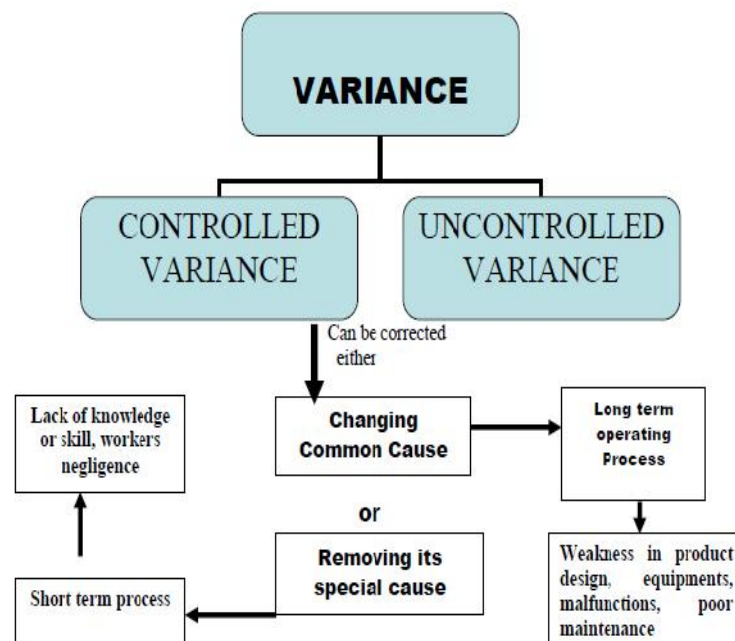 VARIANCE
CONTROLLED
VARIANCE
UNCONTROLLED
VARIANCE
Can be corrected
either
Lack of knowledge
or skill, workers
negligence
Changing
Common Cause
Long term
operating
Process
or
Removing its
special cause
Short term process
Weakness in product
design, equipments,
malfunctions, poor
maintenance